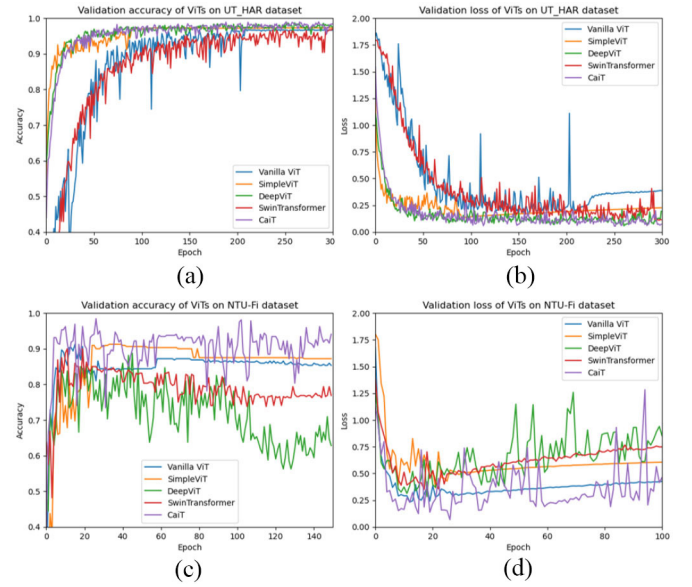 Validation accuracy of ViTs on UT_HAR dataset
1.0
0.9
0.8
0.7
0.6
0.5
0.4
Accuracy
0
50
100
150
200
250
300
Epoch
Vanilla ViT
SimpleViT
DeepViT
SwinTransformer
CaiT
(a)
Validation loss of ViTs on UT_HAR dataset
2.00
1.75
1.50
1.25
1.00
0.75
0.50
0.25
0.00
Loss
0
50
100
150
200
250
300
Epoch
Vanilla ViT
SimpleViT
DeepViT
SwinTransformer
CaiT
(b)
Validation accuracy of ViTs on NTU-Fi dataset
1.0
0.9
0.8
0.7
0.6
0.5
0.4
Accuracy
0
20
40
60
80
100
120
140
Epoch
Vanilla ViT
SimpleViT
DeepViT
SwinTransformer
CaiT
(c)
Validation loss of ViTs on NTU-Fi dataset
2.00
1.75
1.50
1.25
1.00
0.75
0.50
0.25
0.00
Loss
0
20
40
60
80
100
Epoch
Vanilla ViT
SimpleViT
DeepViT
SwinTransformer
CaiT
(d)